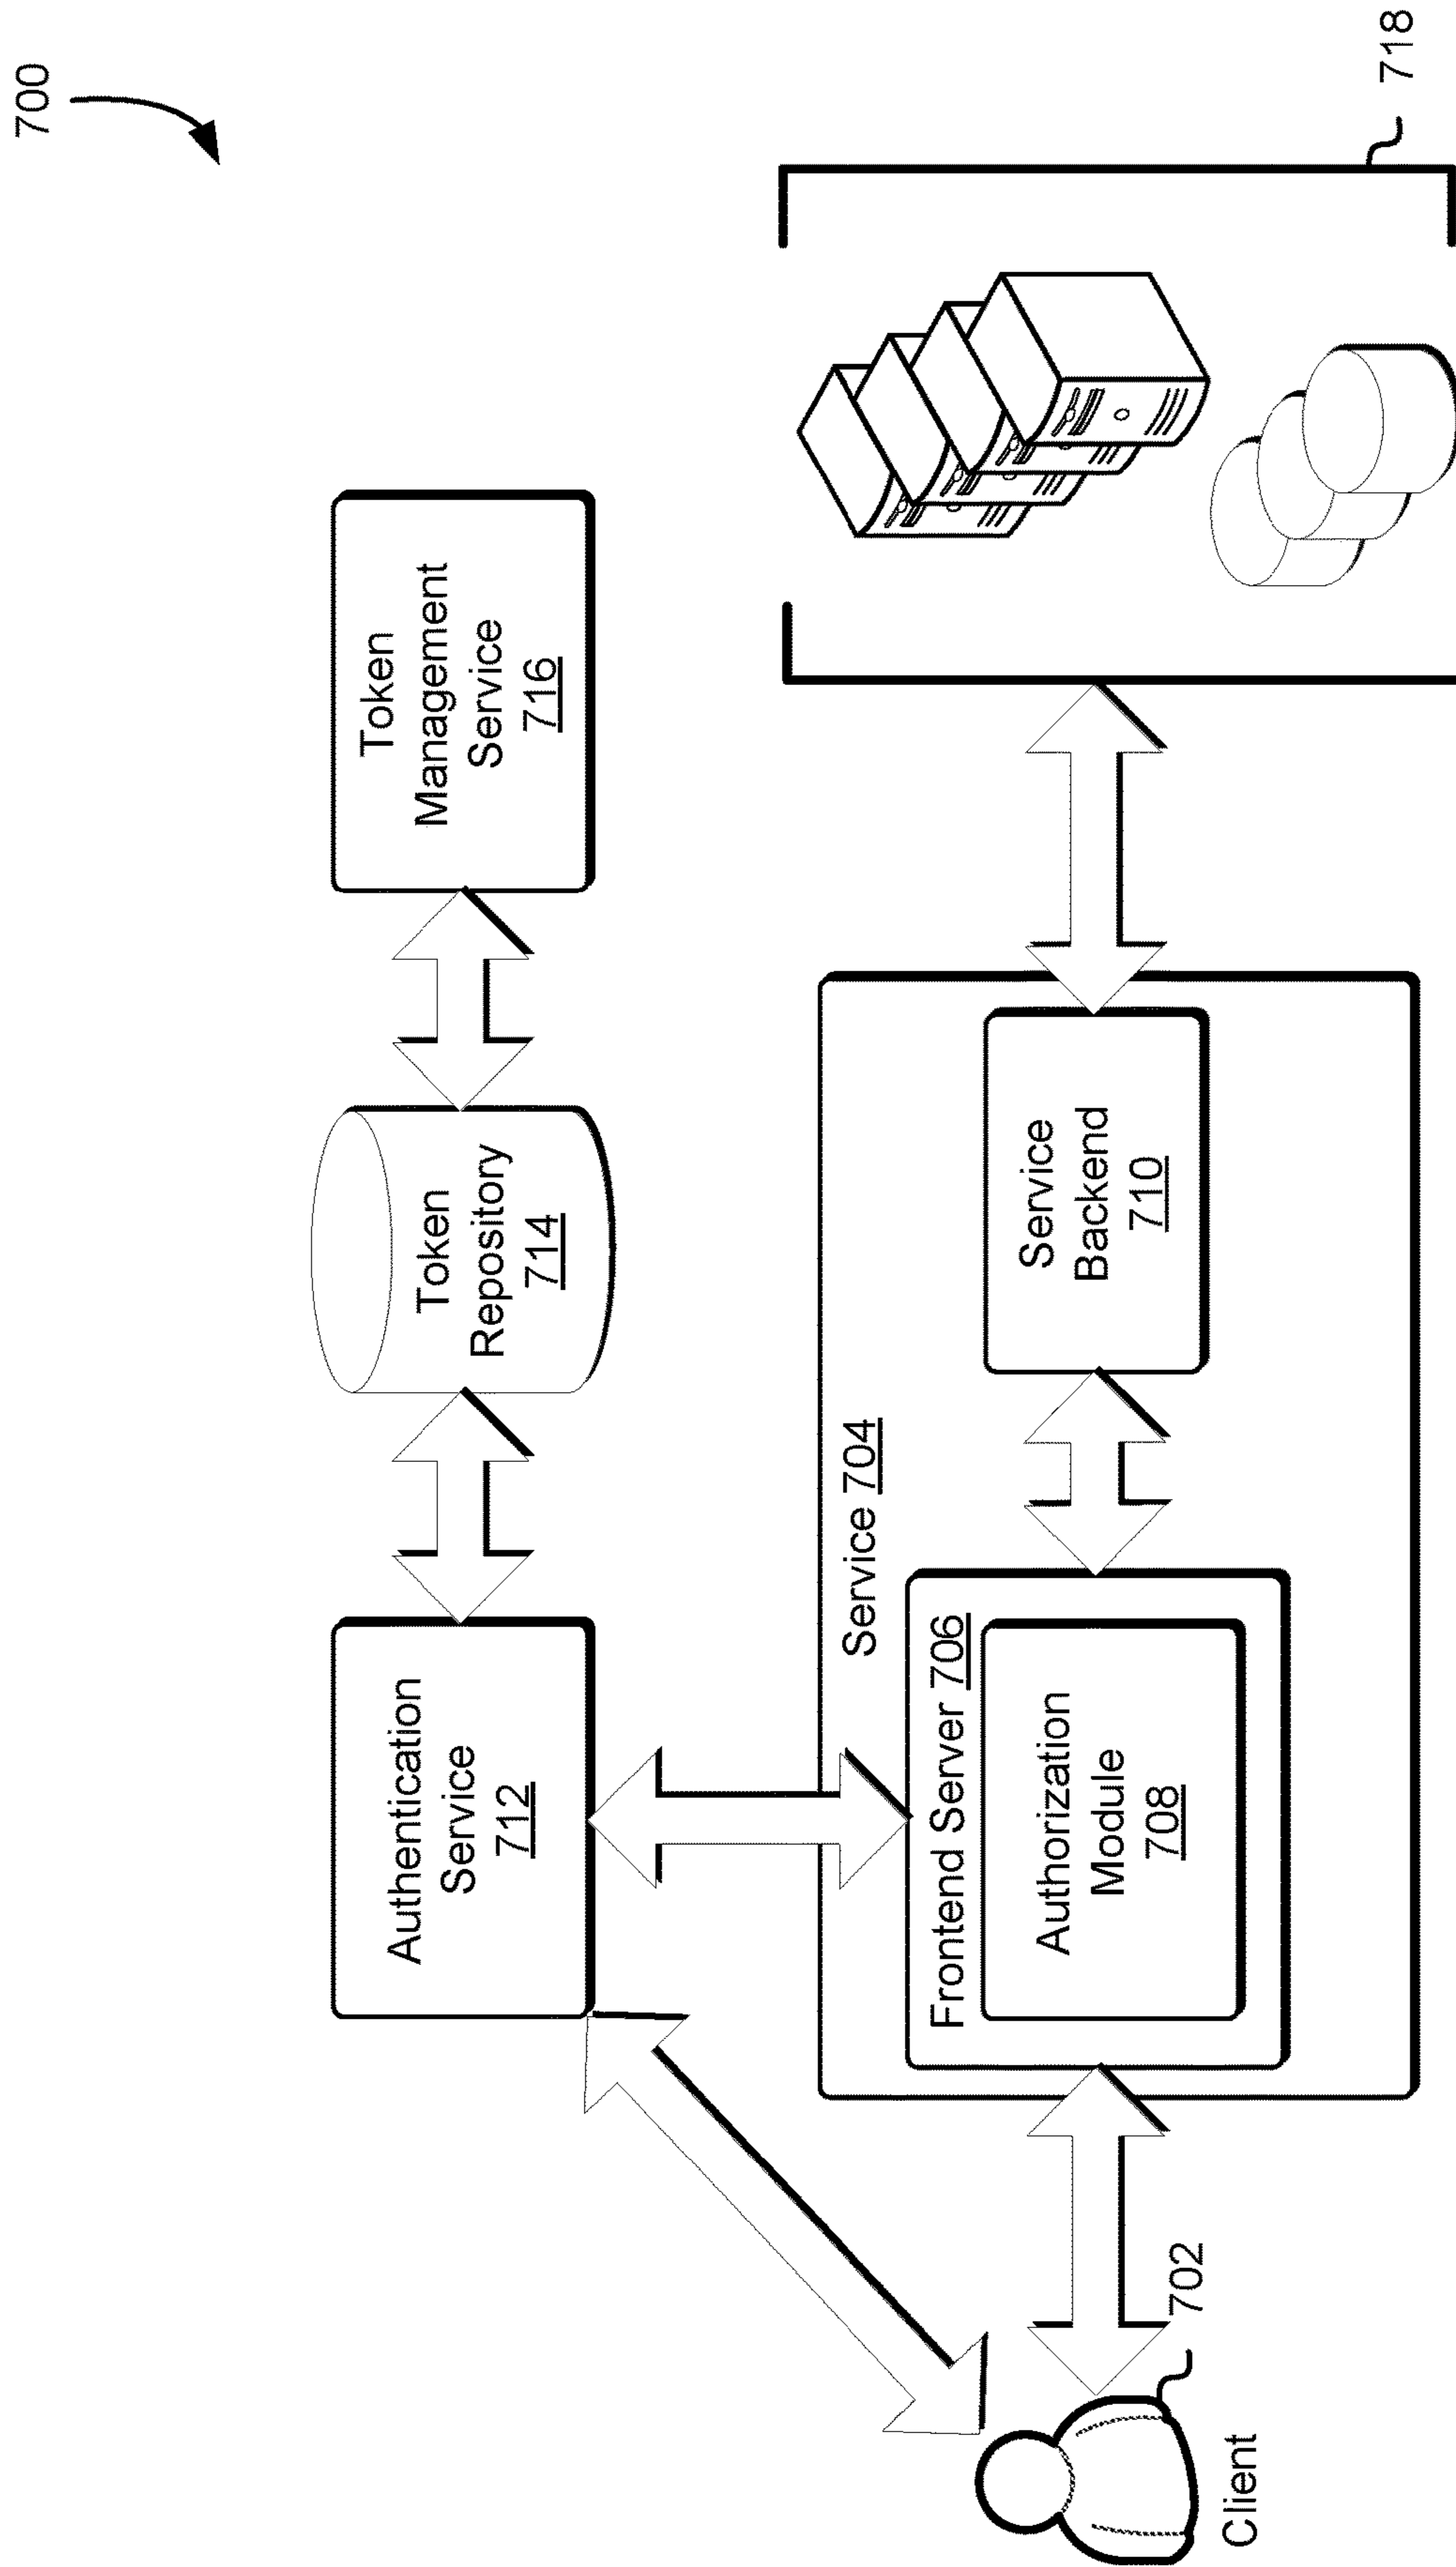 700
Authentication
Service
712
Token
Repository
714
Token
Management
Service
716
Service 704
Frontend Server 706
Authorization
Module
708
Service
Backend
710
718
702
Client